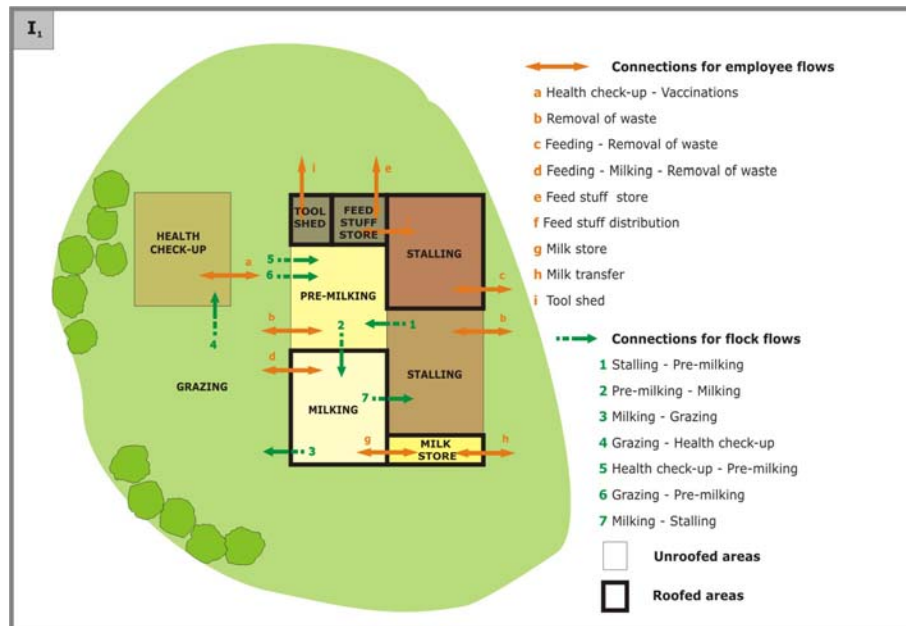 I1
i
e
TOOL
SHED
FEED
STUFF
STORE
STALLING
HEALTH
CHECK-UP
a
5
6
c
PRE-MILKING
b
2
1
b
4
d
GRAZING
STALLING
MILKING
7
g
MILK
STORE
h
3
Connections for employee flows
a Health check-up - Vaccinations
b Removal of waste
c Feeding - Removal of waste
d Feeding - Milking - Removal of waste
e Feed stuff store
f Feed stuff distribution
g Milk store
h Milk transfer
i Tool shed
Connections for flock flows
1 Stalling - Pre-milking
2 Pre-milking - Milking
3 Milking - Grazing
4 Grazing - Health check-up
5 Health check-up - Pre-milking
6 Grazing - Pre-milking
7 Milking - Stalling
Unroofed areas
Roofed areas